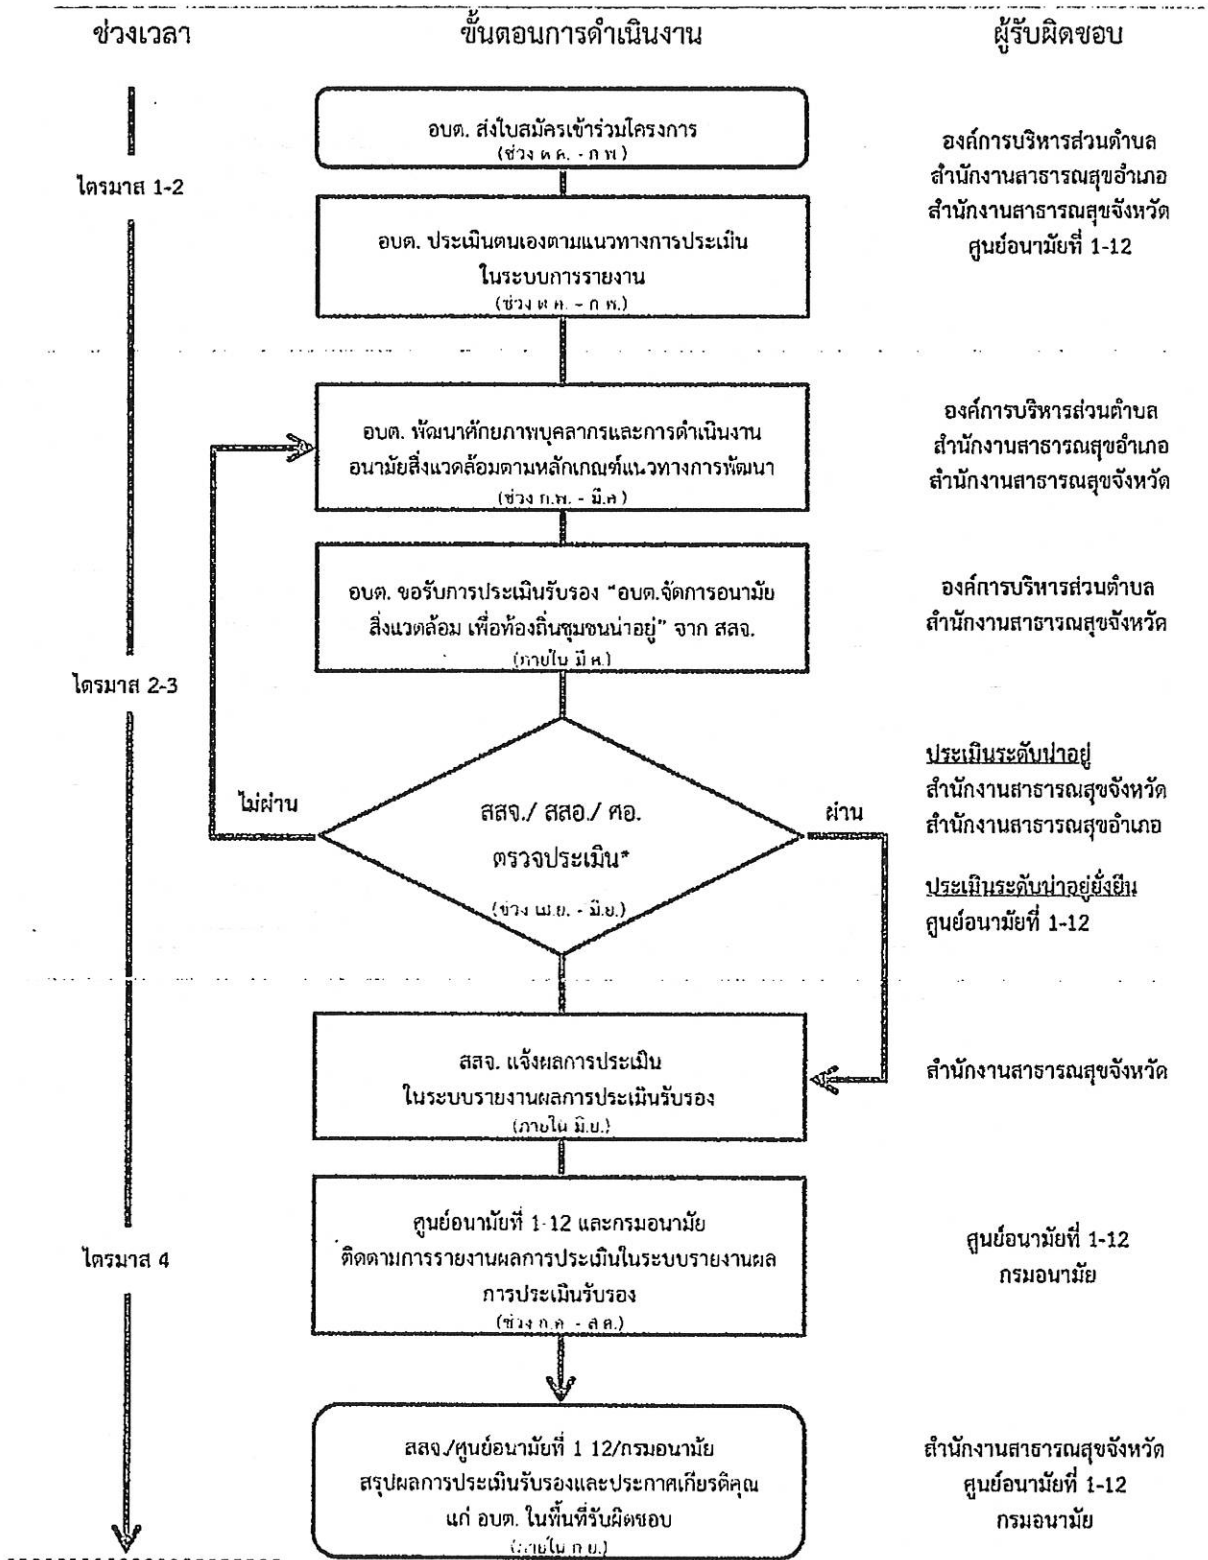 ช่วงเวลา
ขั้นตอนการดำเนินงาน
ผู้รับผิดชอบ
ไตรมาส 1-2
อบต. ส่งใบสมัครเข้าร่วมโครงการ
(ช่วง ต.ค. - ก.พ.)
อบต. ประเมินตนเองตามแนวทางการประเมิน
ในระบบการรายงาน
(ช่วง ต.ค. - ก.พ.)
องค์การบริหารส่วนตำบล
สำนักงานสาธารณสุขอำเภอ
สำนักงานสาธารณสุขจังหวัด
ศูนย์อนามัยที่ 1-12
ไตรมาส 2-3
อบต. พัฒนาศักยภาพบุคลากรและการดำเนินงาน
อนามัยสิ่งแวดล้อมตามหลักเกณฑ์แนวทางการพัฒนา
(ช่วง ก.พ. - มี.ค)
องค์การบริหารส่วนตำบล
สำนักงานสาธารณสุขอำเภอ
สำนักงานสาธารณสุขจังหวัด
อบต. ขอรับการประเมินรับรอง "อบต.จัดการอนามัย
สิ่งแวดล้อม เพื่อท้องถิ่นชุมชนน่าอยู่" จาก สสจ.
(ภายใน มี.ค.)
องค์การบริหารส่วนตำบล
สำนักงานสาธารณสุขจังหวัด
ไม่ผ่าน
สสจ./ สสอ./ ศอ.
ตรวจประเมิน*
(ช่วง เม.ย. - มิ.ย.)
ผ่าน
ประเมินระดับน่าอยู่
สำนักงานสาธารณสุขจังหวัด
สำนักงานสาธารณสุขอำเภอ
ประเมินระดับน่าอยู่ยั่งยืน
ศูนย์อนามัยที่ 1-12
ไตรมาส 4
สสจ. แจ้งผลการประเมิน
ในระบบรายงานผลการประเมินรับรอง
(ภายใน มิ.ย.)
สำนักงานสาธารณสุขจังหวัด
ศูนย์อนามัยที่ 1-12 และกรมอนามัย
ติดตามการรายงานผลการประเมินในระบบรายงานผล
การประเมินรับรอง
(ช่วง ก.ค. - ส.ค.)
ศูนย์อนามัยที่ 1-12
กรมอนามัย
สสจ./ศูนย์อนามัยที่ 1 12/กรมอนามัย
สรุปผลการประเมินรับรองและประกาศเกียรติคุณ
แก่ อบต. ในพื้นที่รับผิดชอบ
(ภายใน ก.ย.)
สำนักงานสาธารณสุขจังหวัด
ศูนย์อนามัยที่ 1-12
กรมอนามัย